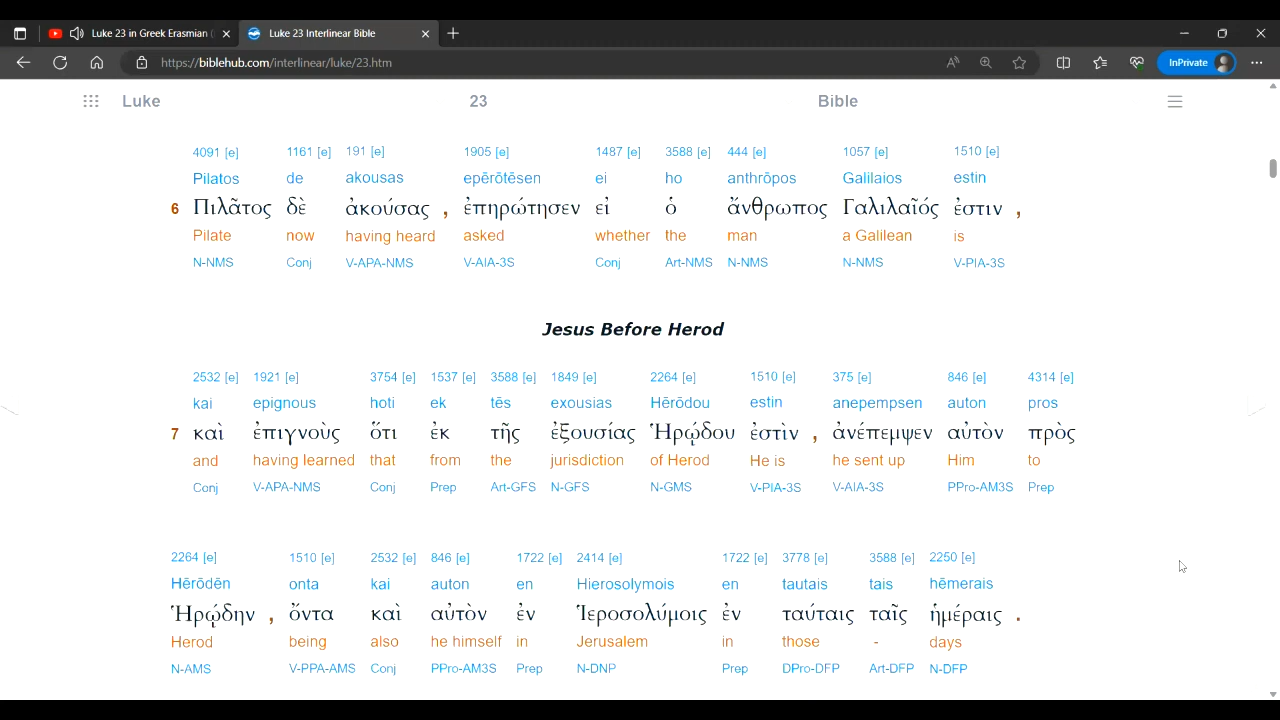 Luke 23 in Greek Erasmian (
Luke 23 Interlinear Bible
https://biblehub.com/interlinear/luke/23.htm
InPrivate
Luke 23 Bible
4091 [e] 1161 [e] 191 [e] 1905 [e] 1487 [e] 3588 [e] 444 [e] 1057 [e] 1510 [e]
Pilatos de akousas epērōtēsen ei ho anthrōpos Galilaios estin
6 Πιλᾶτος δὲ ἀκούσας , ἐπηρώτησεν εἰ ὁ ἄνθρωπος Γαλιλαῖός ἐστιν ,
Pilate now having heard asked whether the man a Galilean is
N-NMS Conj V-APA-NMS V-AIA-3S Conj Art-NMS N-NMS N-NMS V-PIA-3S
Jesus Before Herod
2532 [e] 1921 [e] 3754 [e] 1537 [e] 3588 [e] 1849 [e] 2264 [e] 1510 [e] 375 [e] 846 [e] 4314 [e]
kai epignous hoti ek tēs exousias Hērōdou estin anepempsen auton pros
7 καὶ ἐπιγνοὺς ὅτι ἐκ τῆς ἐξουσίας Ἡρῴδου ἐστὶν , ἀνέπεμψεν αὐτὸν πρὸς
and having learned that from the jurisdiction of Herod He is he sent up Him to
Conj V-APA-NMS Conj Prep Art-GFS N-GFS N-GMS V-PIA-3S V-AIA-3S PPro-AM3S Prep
2264 [e] 1510 [e] 2532 [e] 846 [e] 1722 [e] 2414 [e] 1722 [e] 3778 [e] 3588 [e] 2250 [e]
Hērōdēn onta kai auton en Hierosolymois en tautais tais hēmerais
Ἡρῴδην , ὄντα καὶ αὐτὸν ἐν Ἱεροσολύμοις ἐν ταύταις ταῖς ἡμέραις .
Herod being also he himself in Jerusalem in those - days
N-AMS V-PPA-AMS Conj PPro-AM3S Prep N-DNP Prep DPro-DFP Art-DFP N-DFP